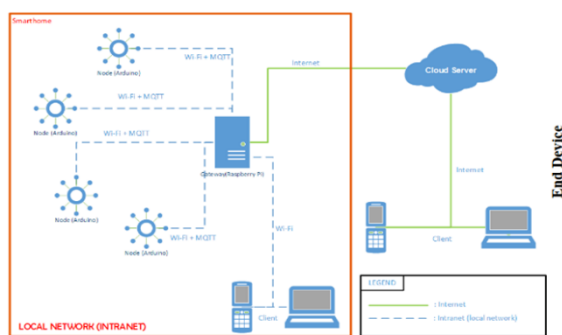 Smarthome
Wi-Fi + MQTT
Node (Arduino)
Internet
Cloud Server
Wi-Fi + MQTT
Node (Arduino)
Wi-Fi + MQTT
Gateway(Raspberry Pi)
Node (Arduino)
Internet
End Device
Wi-Fi + MQTT
Node (Arduino)
Wi-Fi
Client
Client
LEGEND
: Internet
: Intranet (local network)
LOCAL NETWORK (INTRANET)